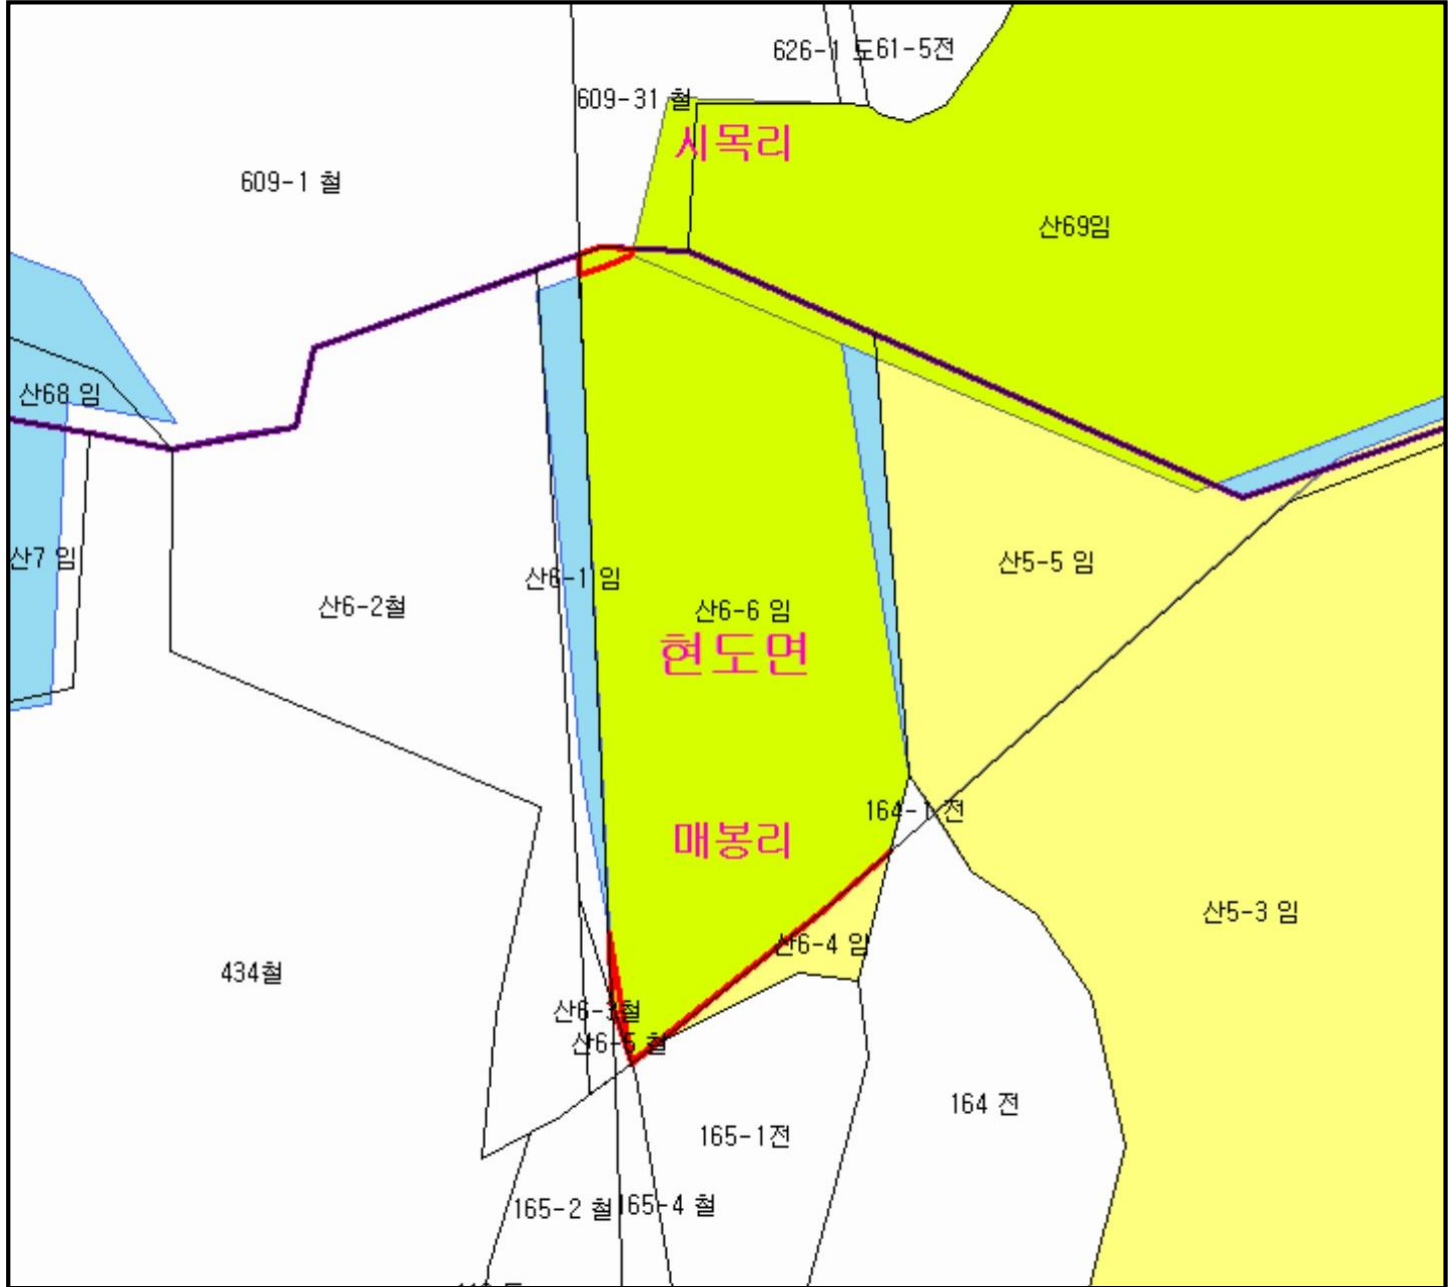 626-1 도
61-5전
609-31 철
시목리
609-1 철
산69임
산68 임
산7 임
산6-1 임
산5-5 임
산6-2철
산6-6 임
현도면
164-1 전
매봉리
산5-3 임
산6-4 임
434철
산6-3철
산6-5 철
164 전
165-1전
165-2 철
165-4 철